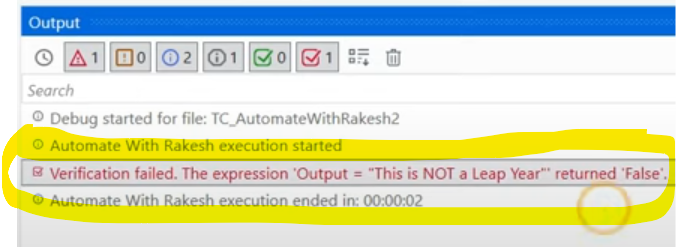 Output
1 0 2 1 0 1
Search
Debug started for file: TC_AutomateWithRakesh2
Automate With Rakesh execution started
Verification failed. The expression 'Output = "This is NOT a Leap Year"' returned 'False'.
Automate With Rakesh execution ended in: 00:00:02